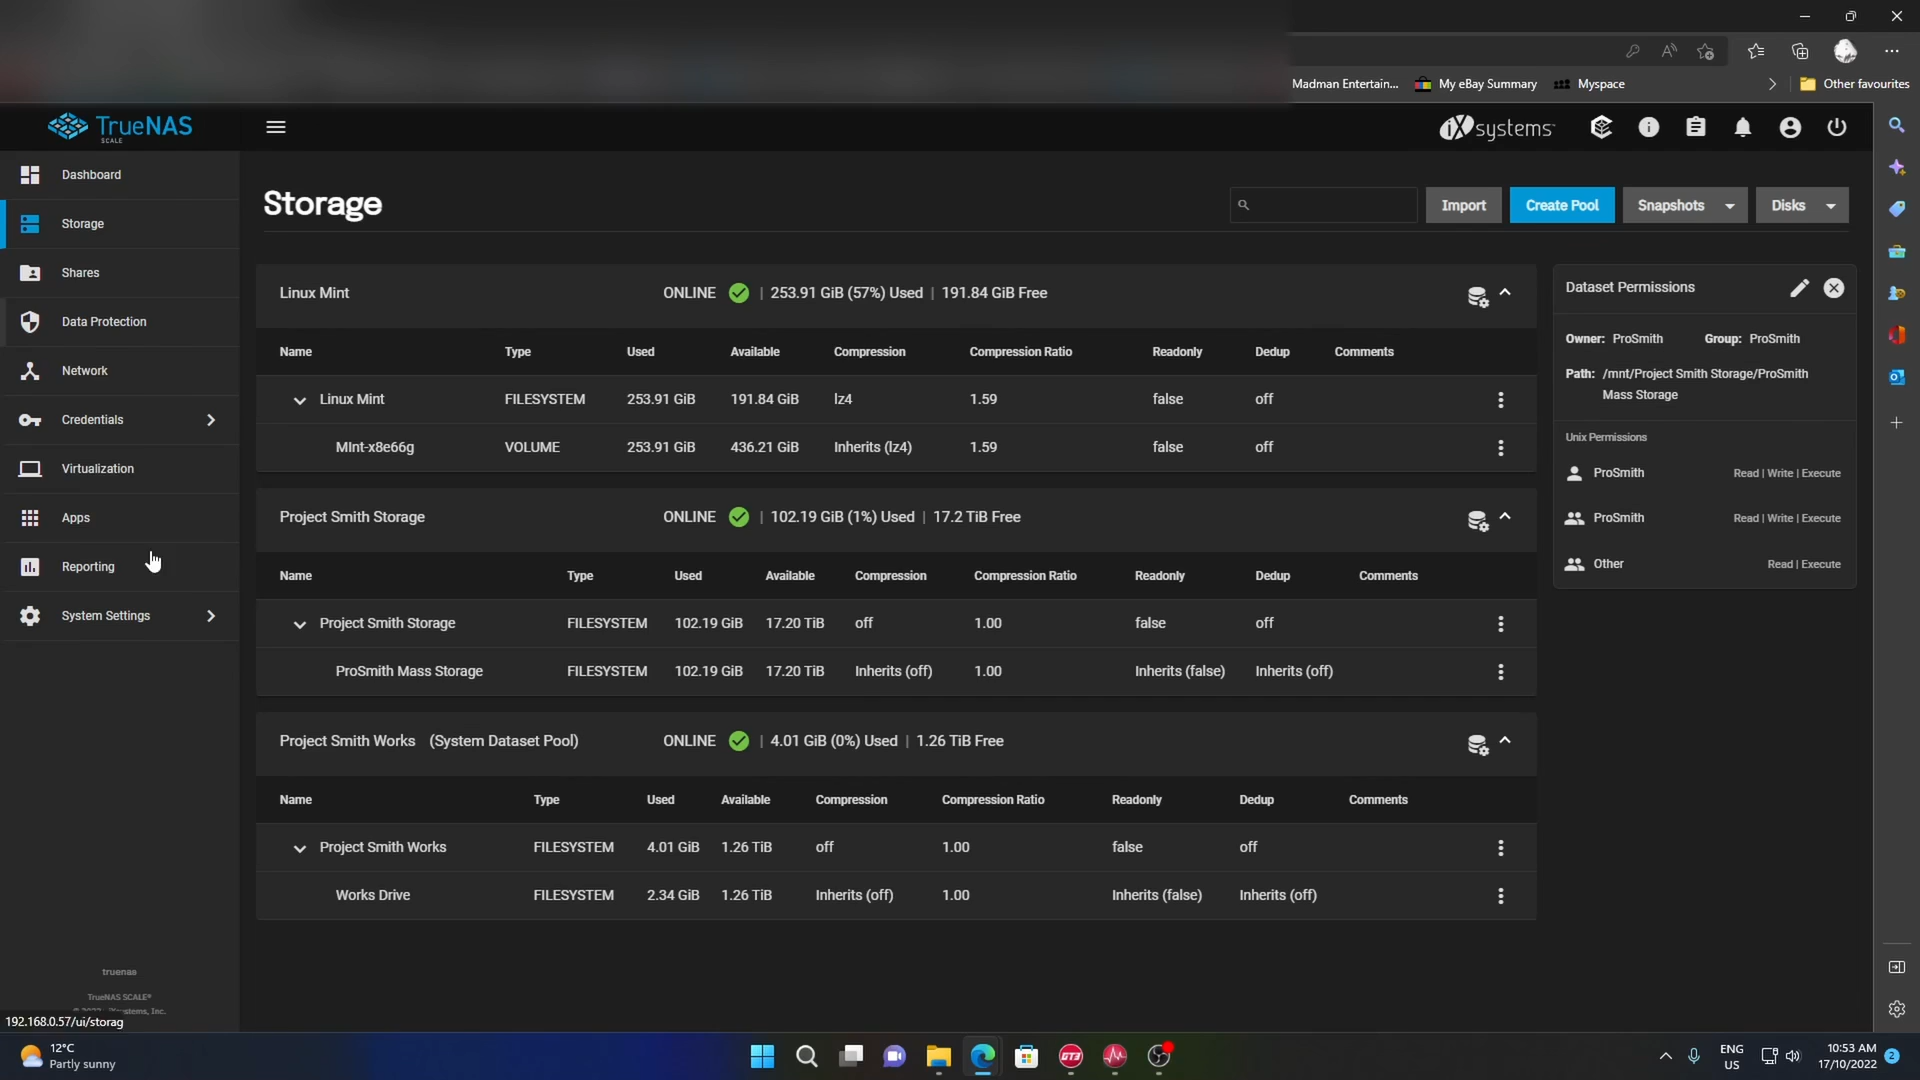 Madman Entertain...
My eBay Summary
Myspace
Other favourites
TrueNAS
SCALE
iXsystems
Dashboard
Storage
Shares
Data Protection
Network
Credentials
Virtualization
Apps
Reporting
System Settings
truenas
TrueNAS SCALE®
192.168.0.57/ui/storag
Storage
Import
Create Pool
Snapshots
Disks
Linux Mint ONLINE | 253.91 GiB (57%) Used | 191.84 GiB Free
Name Type Used Available Compression Compression Ratio Readonly Dedup Comments
Linux Mint FILESYSTEM 253.91 GiB 191.84 GiB lz4 1.59 false off
MInt-x8e66g VOLUME 253.91 GiB 436.21 GiB Inherits (lz4) 1.59 false off
Project Smith Storage ONLINE | 102.19 GiB (1%) Used | 17.2 TiB Free
Name Type Used Available Compression Compression Ratio Readonly Dedup Comments
Project Smith Storage FILESYSTEM 102.19 GiB 17.20 TiB off 1.00 false off
ProSmith Mass Storage FILESYSTEM 102.19 GiB 17.20 TiB Inherits (off) 1.00 Inherits (false) Inherits (off)
Project Smith Works (System Dataset Pool) ONLINE | 4.01 GiB (0%) Used | 1.26 TiB Free
Name Type Used Available Compression Compression Ratio Readonly Dedup Comments
Project Smith Works FILESYSTEM 4.01 GiB 1.26 TiB off 1.00 false off
Works Drive FILESYSTEM 2.34 GiB 1.26 TiB Inherits (off) 1.00 Inherits (false) Inherits (off)
Dataset Permissions
Owner: ProSmith Group: ProSmith
Path: /mnt/Project Smith Storage/ProSmith
Mass Storage
Unix Permissions
ProSmith Read | Write | Execute
ProSmith Read | Write | Execute
Other Read | Execute
12°C
Partly sunny
GT3
ENG
US
10:53 AM
17/10/2022
2